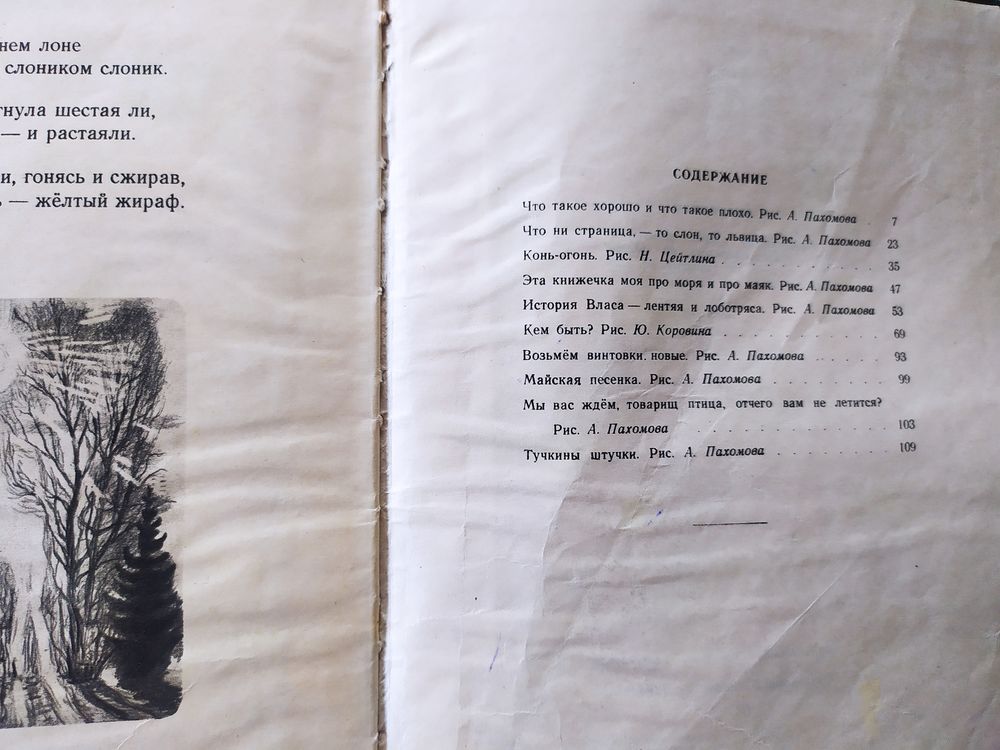 нем лоне
слоником слоник.
гнула шестая ли,
— и растаяли.
и, гонясь и сжирав,
— жёлтый жираф.
СОДЕРЖАНИЕ
Что такое хорошо и что такое плохо. Рис. А. Пахомова . 7
Что ни страница, — то слон, то львица. Рис. А. Пахомова 23
Конь-огонь. Рис. Н. Цейтлина . . . . . . . . 35
Эта книжечка моя про моря и про маяк. Рис. А. Пахомова 47
История Власа — лентяя и лоботряса. Рис. А. Пахомова 53
Кем быть? Рис. Ю. Коровина . . . . . . . . 69
Возьмём винтовки новые. Рис. А. Пахомова . . . . . . 93
Майская песенка. Рис. А. Пахомова . . . . . . . 99
Мы вас ждём, товарищ птица, отчего вам не летится?
Рис. А. Пахомова . . . . . . . . . . 103
Тучкины штучки. Рис. А. Пахомова . . . . . . . 109